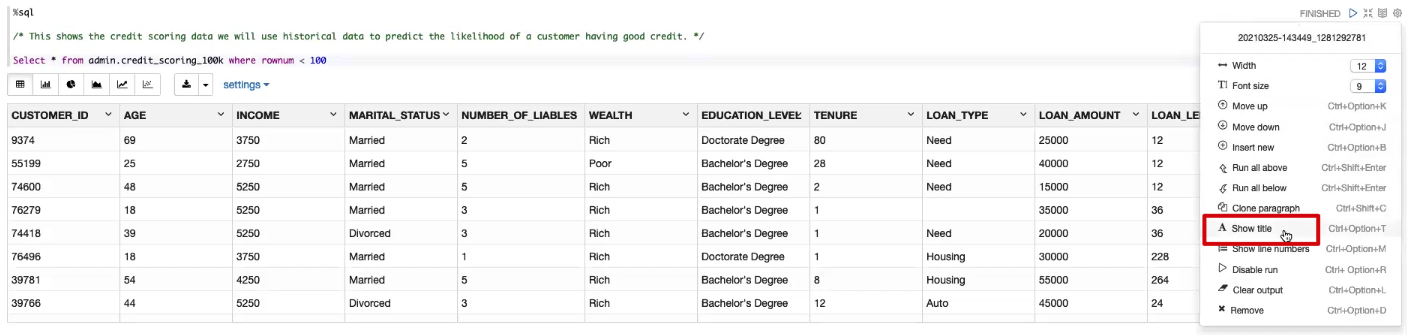 %sql
FINISHED
/* This shows the credit scoring data we will use historical data to predict the likelihood of a customer having good credit. */
Select * from admin.credit_scoring_100k where rownum < 100
settings
CUSTOMER_ID AGE INCOME MARITAL_STATUS NUMBER_OF_LIABLES WEALTH EDUCATION_LEVEL TENURE LOAN_TYPE LOAN_AMOUNT
9374 69 3750 Married 2 Rich Doctorate Degree 80 Need 25000 12
55199 25 2750 Married 5 Poor Bachelor's Degree 28 Need 40000 12
74600 48 5250 Married 5 Rich Bachelor's Degree 2 Need 15000 12
76279 18 5250 Married 3 Rich Bachelor's Degree 1 35000 36
74418 39 5250 Divorced 3 Rich Bachelor's Degree 1 Need 20000 36
76496 18 3750 Married 1 Rich Doctorate Degree 1 Housing 30000 228
39781 54 4250 Married 3 Rich Bachelor's Degree 8 Housing 55000 264
39766 44 5250 Divorced 3 Rich Bachelor's Degree 12 Auto 45000 24
20210325-143449_1281292781
Width 12
Font size 9
Move up Ctrl+Option+K
Move down Ctrl+Option+J
Insert new Ctrl+Option+B
Run all above Ctrl+Shift+Enter
Run all below Ctrl+Shift+Enter
Clone paragraph Ctrl+Shift+C
Show title Ctrl+Option+T
Show line numbers Ctrl+Option+M
Disable run Ctrl+ Option+R
Clear output Ctrl+Option+L
Remove Ctrl+Option+D